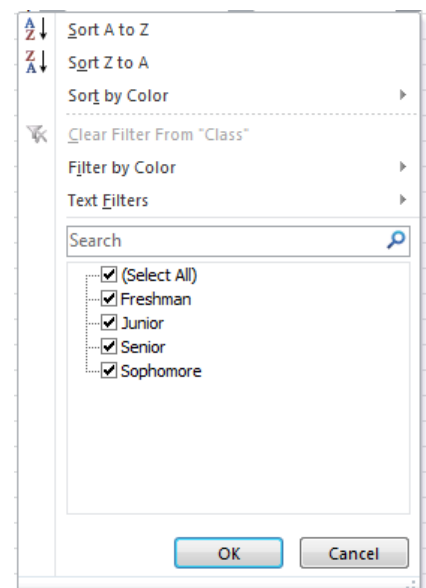 Sort A to Z
Sort Z to A
Sort by Color
Clear Filter From "Class"
Filter by Color
Text Filters
Search
(Select All)
Freshman
Junior
Senior
Sophomore
OK Cancel